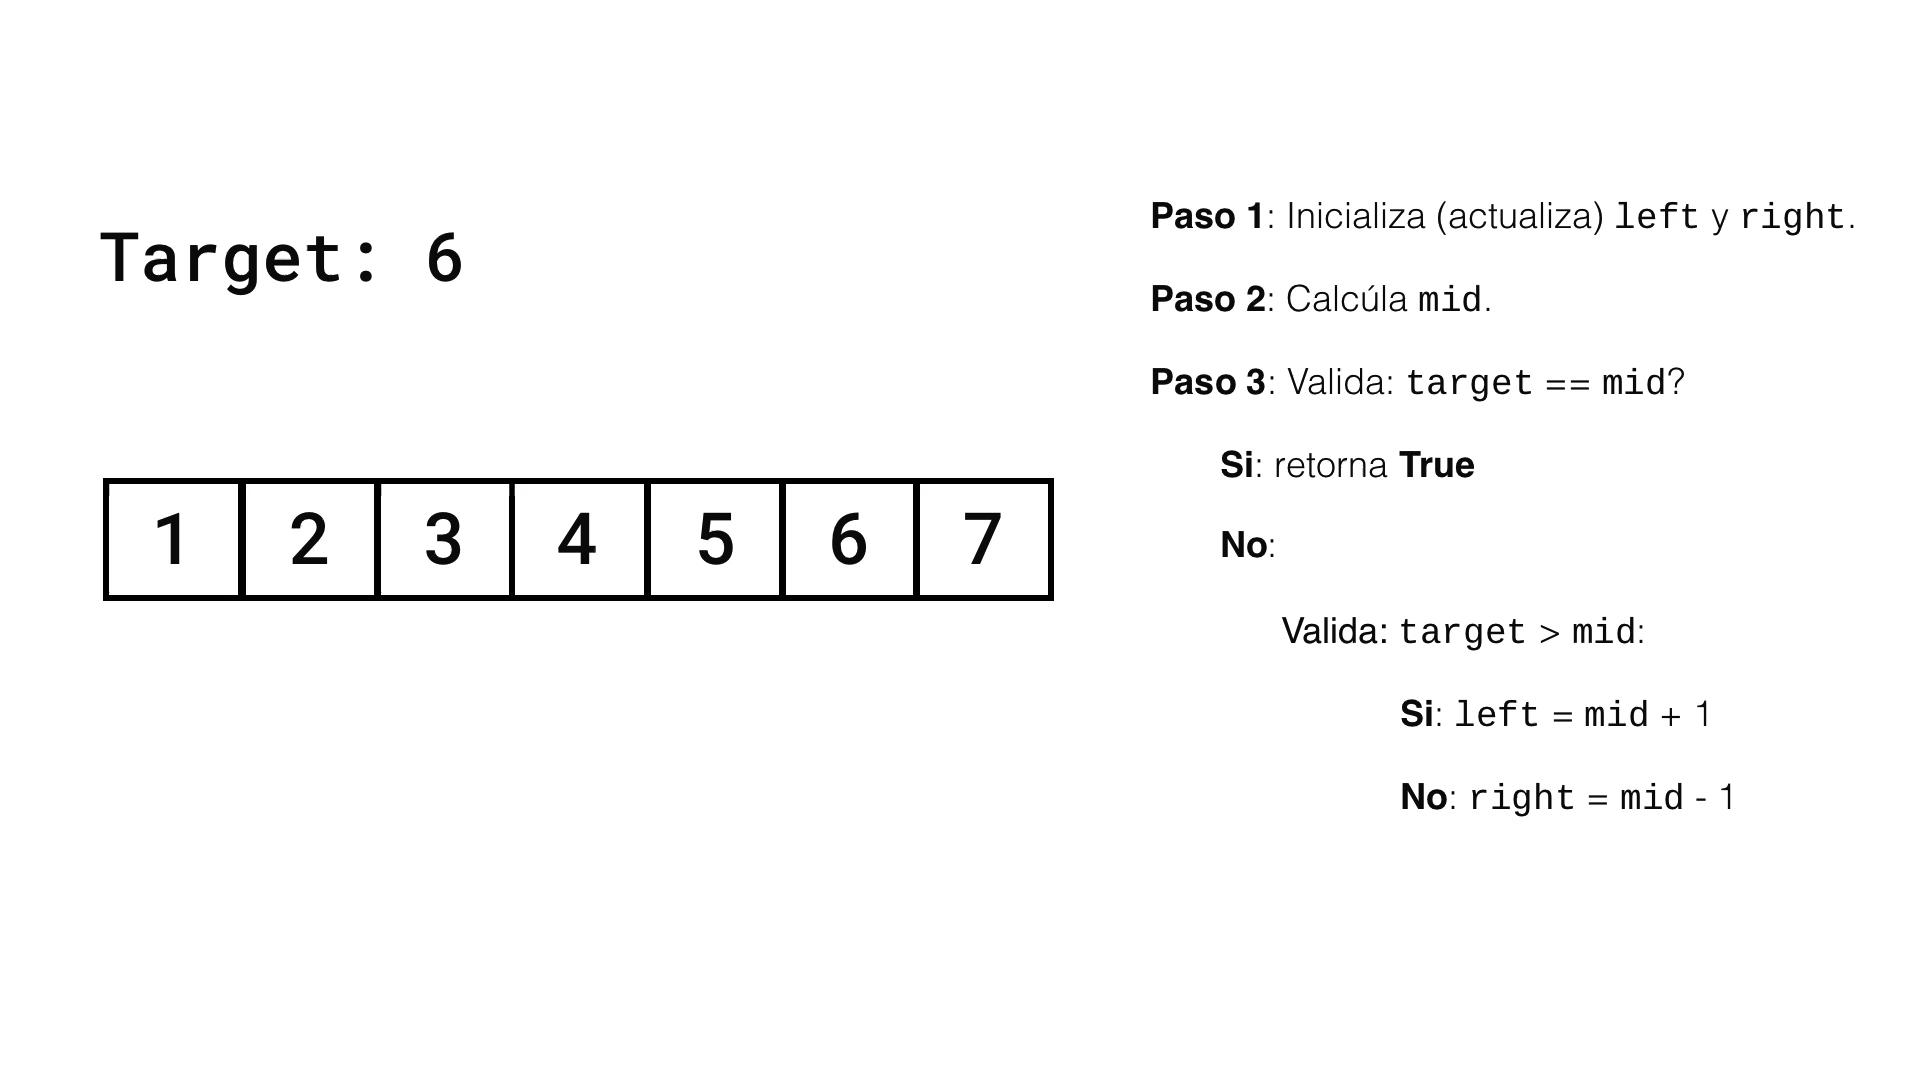 Target: 6
1 2 3 4 5 6 7
Paso 1: Inicializa (actualiza) left y right.
Paso 2: Calcúla mid.
Paso 3: Valida: target == mid?
Si: retorna True
No:
Valida: target > mid:
Si: left = mid + 1
No: right = mid - 1